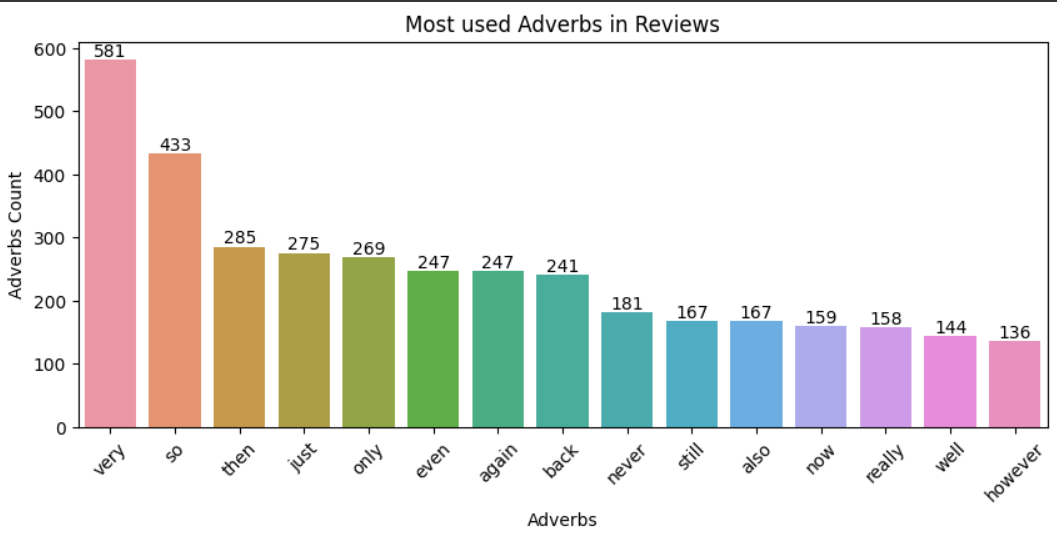 Most used Adverbs in Reviews
600
500
400
300
200
100
0
Adverbs Count
581
433
285
275
269
247
247
241
181
167
167
159
158
144
136
very
so
then
just
only
even
again
back
never
still
also
now
really
well
however
Adverbs